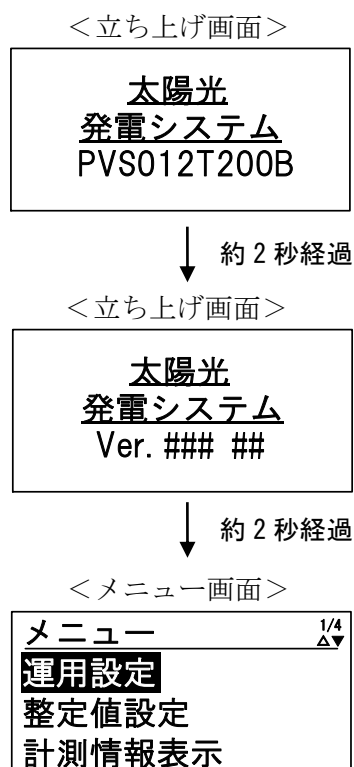 ＜立ち上げ画面＞
太陽光
発電システム
PVS012T200B
約２秒経過
＜立ち上げ画面＞
太陽光
発電システム
Ver. ### ##
約２秒経過
＜メニュー画面＞
メニュー 1/4
△▼
運用設定
整定値設定
計測情報表示